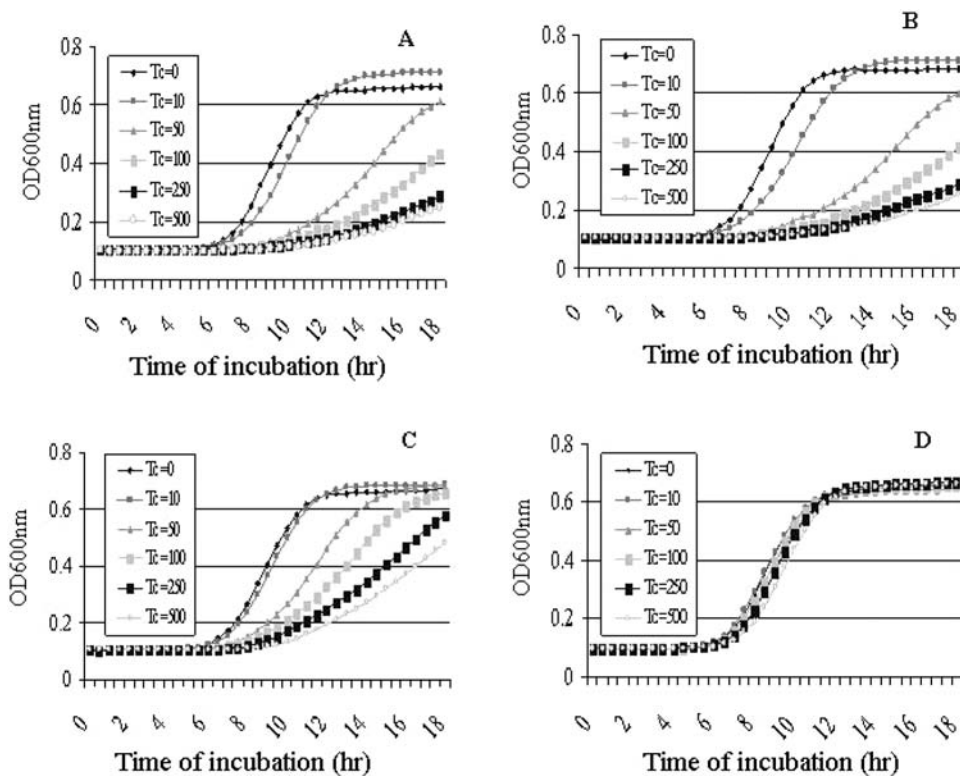 A
0.8
0.6
0.4
0.2
0
OD600nm
Tc=0
Tc=10
Tc=50
Tc=100
Tc=250
Tc=500
0 2 4 6 8 10 12 14 16 18
Time of incubation (hr)
B
0.8
0.6
0.4
0.2
0
OD600nm
Tc=0
Tc=10
Tc=50
Tc=100
Tc=250
Tc=500
0 2 4 6 8 10 12 14 16 18
Time of incubation (hr)
C
0.8
0.6
0.4
0.2
0
OD600nm
Tc=0
Tc=10
Tc=50
Tc=100
Tc=250
Tc=500
0 2 4 6 8 10 12 14 16 18
Time of incubation (hr)
D
0.8
0.6
0.4
0.2
0
OD600nm
Tc=0
Tc=10
Tc=50
Tc=100
Tc=250
Tc=500
0 2 4 6 8 10 12 14 16 18
Time of incubation (hr)